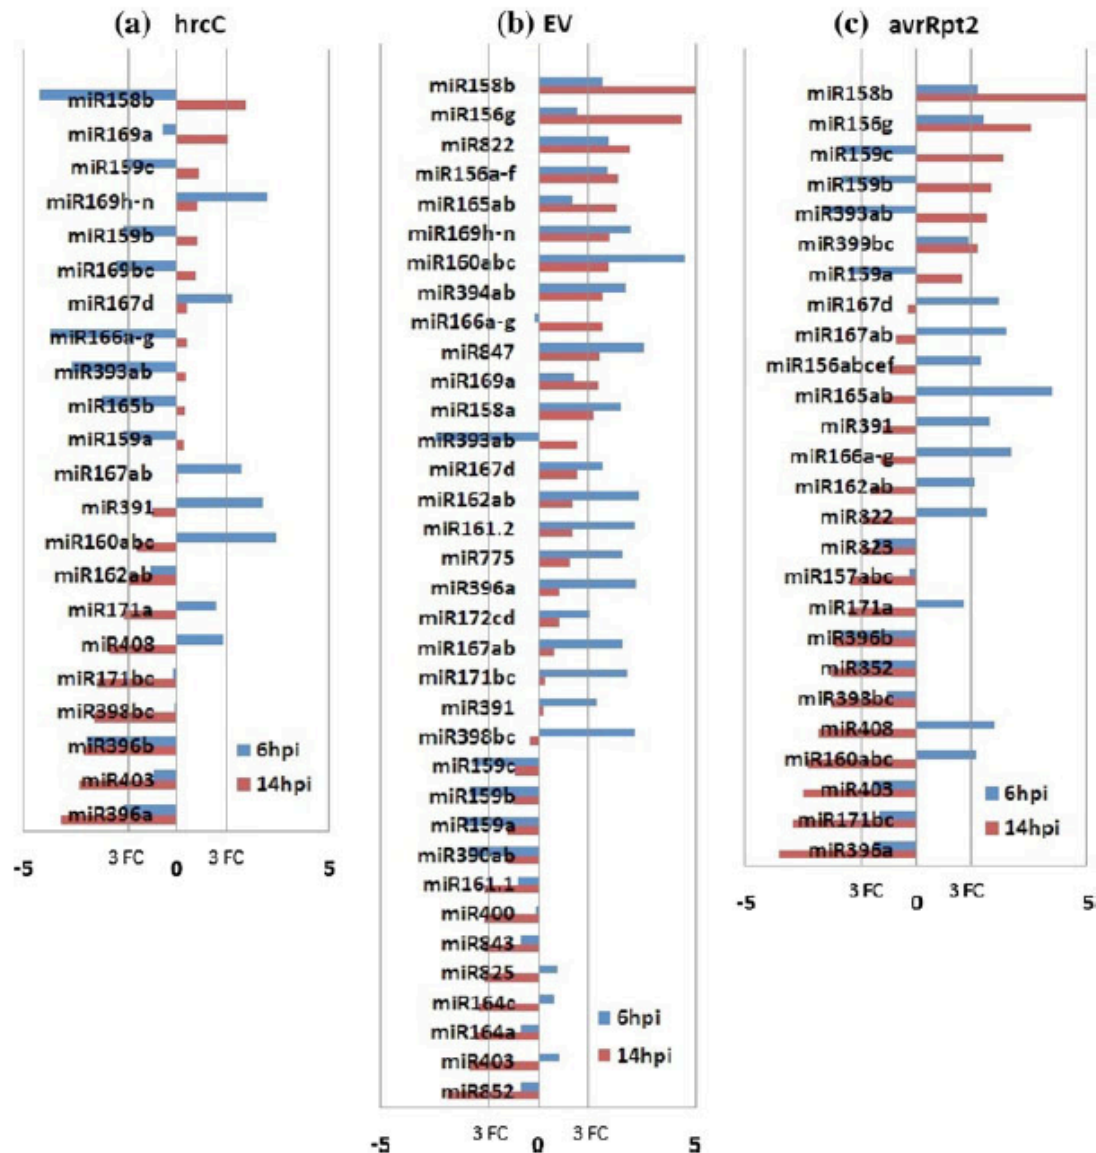 (a) hrcC
miR158b
miR169a
miR159c
miR169h-n
miR159b
miR169bc
miR167d
miR166a-g
miR393ab
miR165b
miR159a
miR167ab
miR391
miR160abc
miR162ab
miR171a
miR408
miR171bc
miR398bc
miR396b
miR403
miR396a
6hpi
14hpi
3 FC 3 FC
-5 0 5
(b) EV
miR158b
miR156g
miR822
miR156a-f
miR165ab
miR169h-n
miR160abc
miR394ab
miR166a-g
miR847
miR169a
miR158a
miR393ab
miR167d
miR162ab
miR161.2
miR775
miR396a
miR172cd
miR167ab
miR171bc
miR391
miR398bc
miR159c
miR159b
miR159a
miR390ab
miR161.1
miR400
miR843
miR825
miR164c
miR164a
miR403
miR852
6hpi
14hpi
3 FC 3 FC
-5 0 5
(c) avrRpt2
miR158b
miR156g
miR159c
miR159b
miR393ab
miR399bc
miR159a
miR167d
miR167ab
miR156abcef
miR165ab
miR391
miR166a-g
miR162ab
miR822
miR823
miR157abc
miR171a
miR396b
miR852
miR398bc
miR408
miR160abc
miR403
miR171bc
miR396a
6hpi
14hpi
3 FC 3 FC
-5 0 5